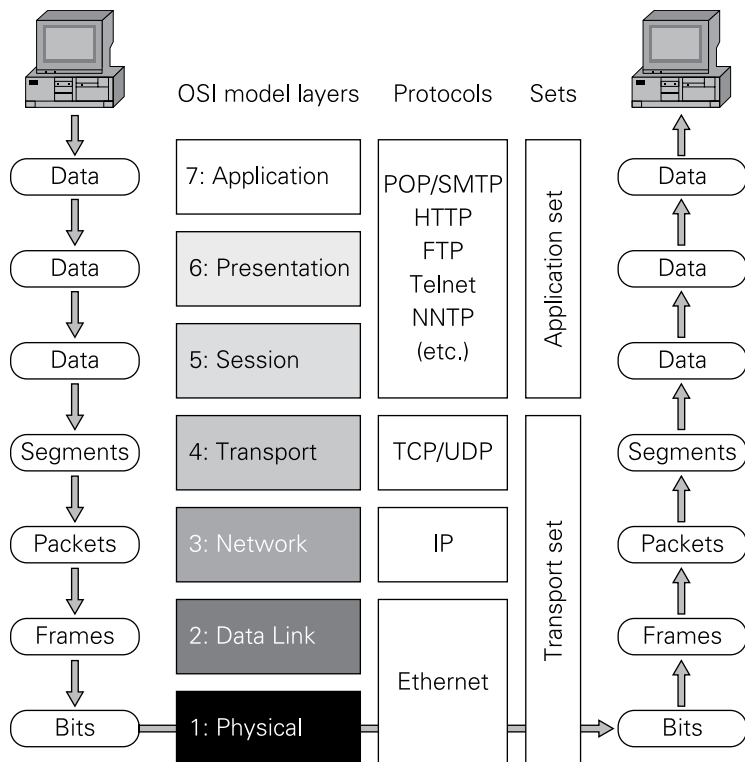 OSI model layers Protocols Sets
Data
Data
Data
Segments
Packets
Frames
Bits
7: Application
6: Presentation
5: Session
4: Transport
3: Network
2: Data Link
1: Physical
POP/SMTP
HTTP
FTP
Telnet
NNTP
(etc.)
TCP/UDP
IP
Ethernet
Application set
Transport set
Data
Data
Data
Segments
Packets
Frames
Bits